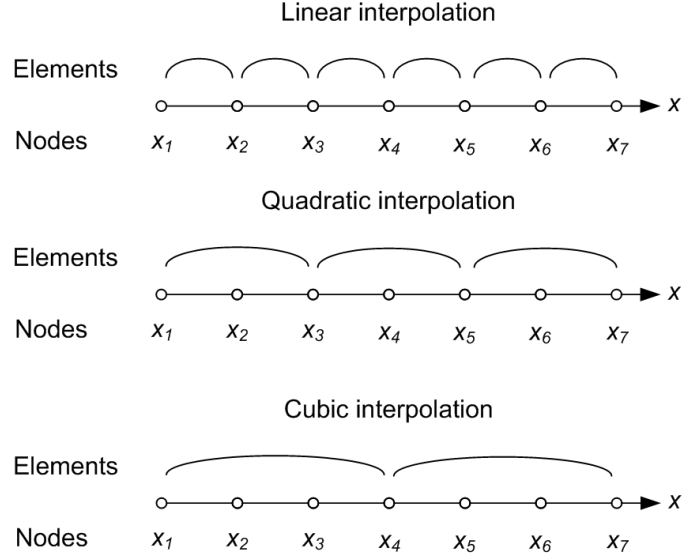 Linear interpolation
Elements
x
Nodes x₁ x₂ x₃ x₄ x₅ x₆ x₇
Quadratic interpolation
Elements
x
Nodes x₁ x₂ x₃ x₄ x₅ x₆ x₇
Cubic interpolation
Elements
x
Nodes x₁ x₂ x₃ x₄ x₅ x₆ x₇